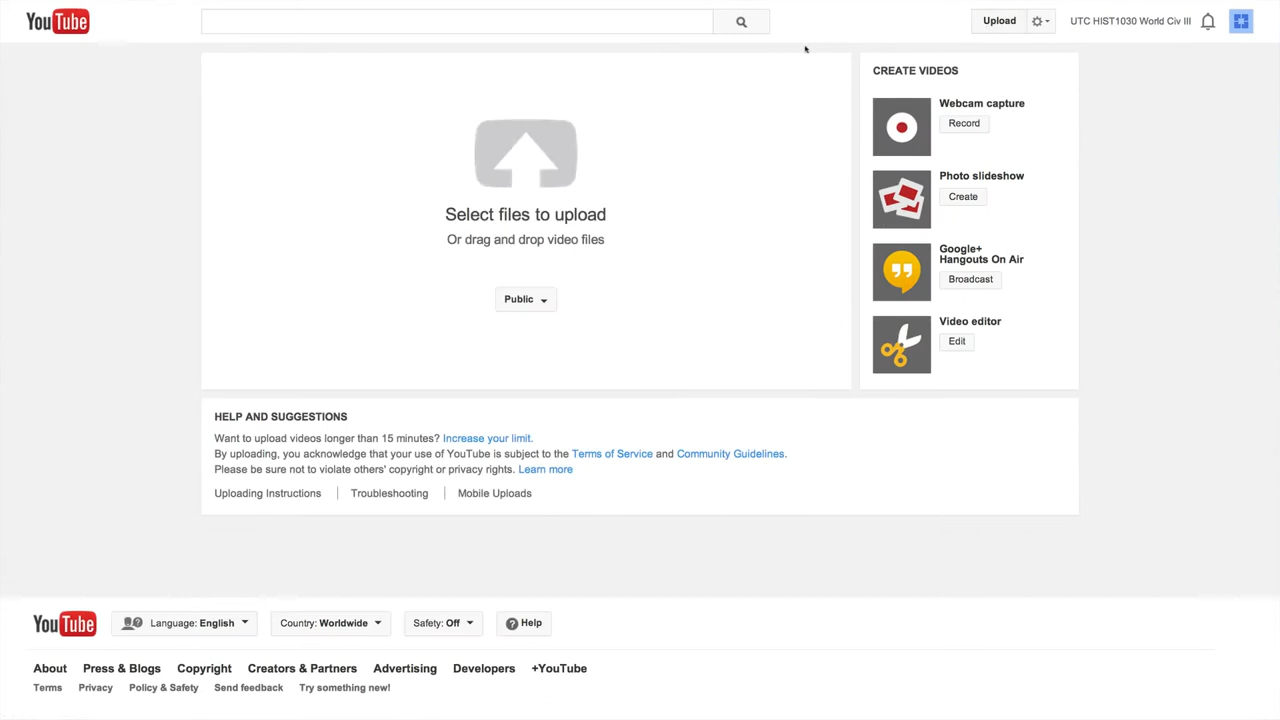 YouTube
Upload
UTC HIST1030 World Civ III
Select files to upload
Or drag and drop video files
Public
CREATE VIDEOS
Webcam capture
Record
Photo slideshow
Create
Google+
Hangouts On Air
Broadcast
Video editor
Edit
HELP AND SUGGESTIONS
Want to upload videos longer than 15 minutes? Increase your limit.
By uploading, you acknowledge that your use of YouTube is subject to the Terms of Service and Community Guidelines.
Please be sure not to violate others' copyright or privacy rights. Learn more
Uploading Instructions Troubleshooting Mobile Uploads
YouTube Language: English Country: Worldwide Safety: Off Help
About Press & Blogs Copyright Creators & Partners Advertising Developers +YouTube
Terms Privacy Policy & Safety Send feedback Try something new!